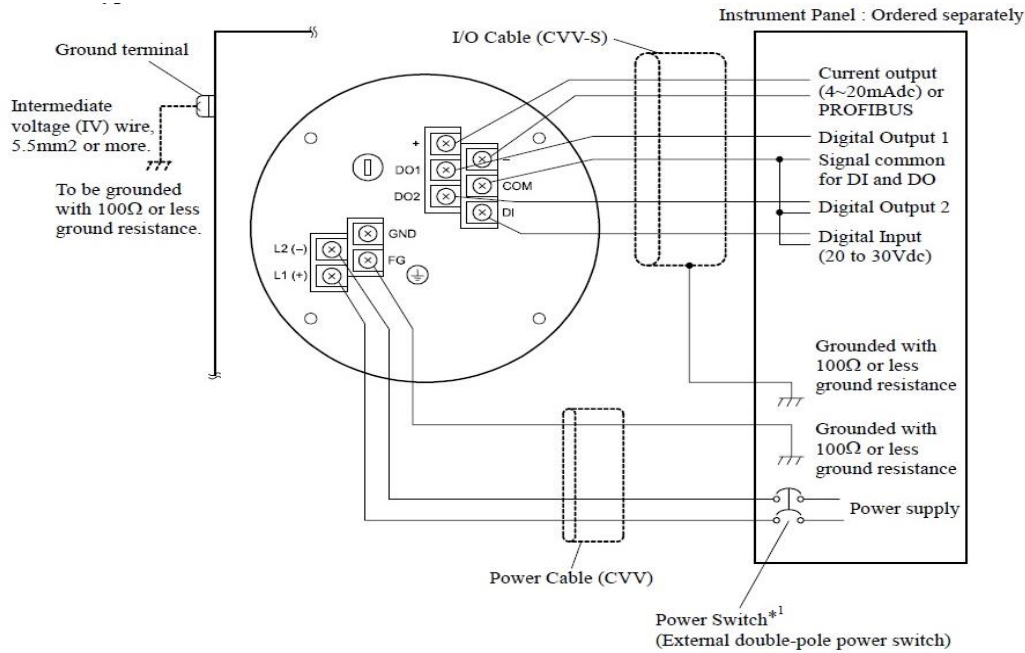 Instrument Panel : Ordered separately
I/O Cable (CVV-S)
Ground terminal
Intermediate
voltage (IV) wire,
5.5mm2 or more.
To be grounded
with 100Ω or less
ground resistance.
+
DO1
DO2
–
COM
DI
GND
FG
L2 (–)
L1 (+)
Current output
(4~20mAdc) or
PROFIBUS
Digital Output 1
Signal common
for DI and DO
Digital Output 2
Digital Input
(20 to 30Vdc)
Grounded with
100Ω or less
ground resistance
Grounded with
100Ω or less
ground resistance
Power supply
Power Cable (CVV)
Power Switch*1
(External double-pole power switch)